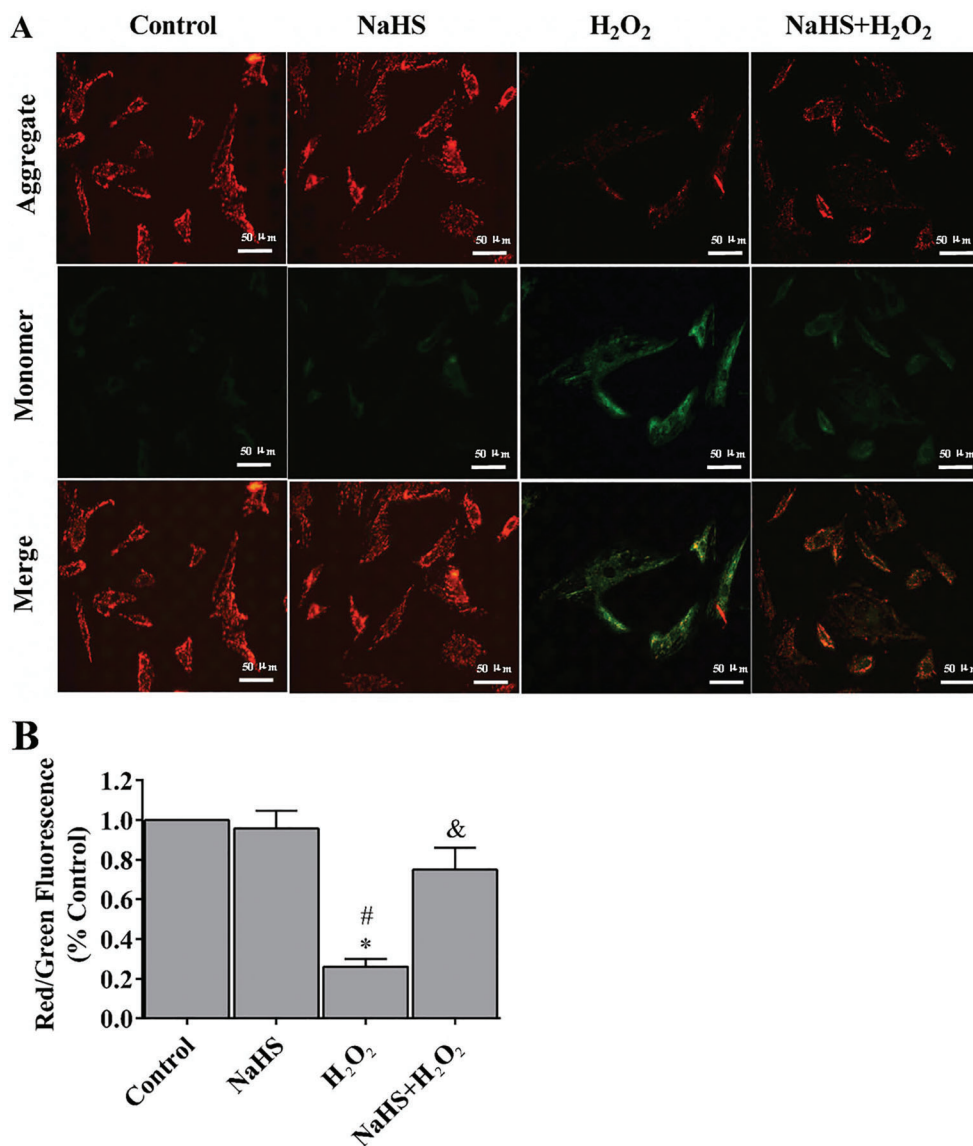 A
Control NaHS H₂O₂ NaHS+H₂O₂
Aggregate
50 μm 50 μm 50 μm 50 μm
Monomer
50 μm 50 μm 50 μm 50 μm
Merge
50 μm 50 μm 50 μm 50 μm
B
Red/Green Fluorescence
(% Control)
1.2
1.0
0.8
0.6
0.4
0.2
0.0
#
*
&
Control NaHS H₂O₂ NaHS+H₂O₂